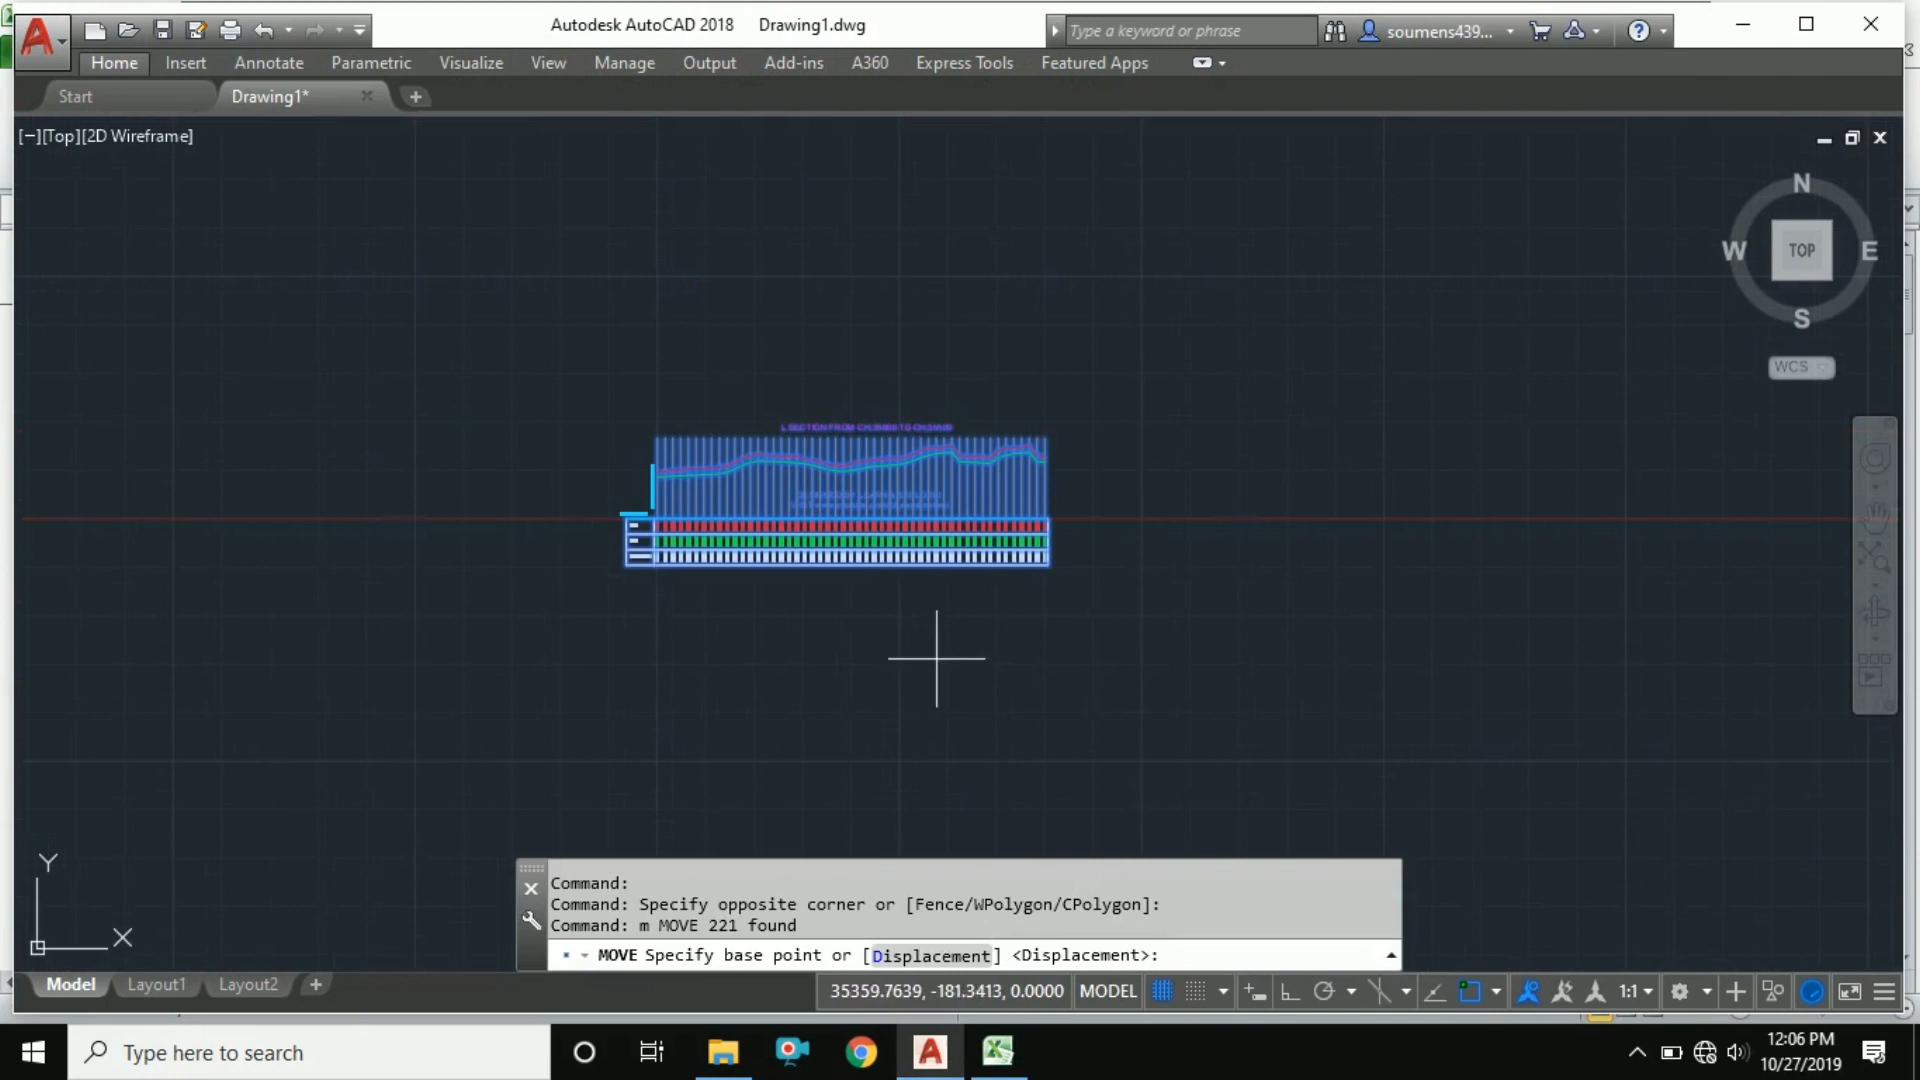 Autodesk AutoCAD 2018 Drawing1.dwg
Type a keyword or phrase
soumens439...
Home Insert Annotate Parametric Visualize View Manage Output Add-ins A360 Express Tools Featured Apps
Start Drawing1*
[−][Top][2D Wireframe]
N
W TOP E
S
WCS
Y
X
Command:
Command: Specify opposite corner or [Fence/WPolygon/CPolygon]:
Command: m MOVE 221 found
MOVE Specify base point or [Displacement] <Displacement>:
Model Layout1 Layout2
35359.7639, -181.3413, 0.0000 MODEL 1:1
Type here to search
12:06 PM
10/27/2019